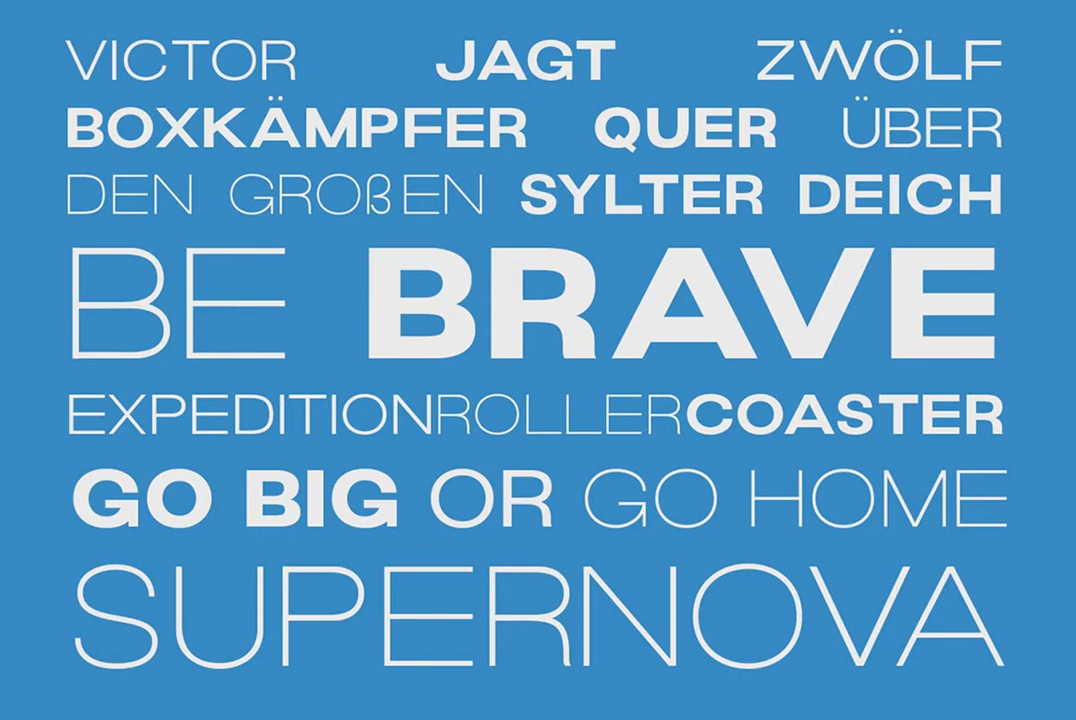 VICTOR JAGT ZWÖLF
BOXKÄMPFER QUER ÜBER
DEN GROßEN SYLTER DEICH
BE BRAVE
EXPEDITIONROLLERCOASTER
GO BIG OR GO HOME
SUPERNOVA